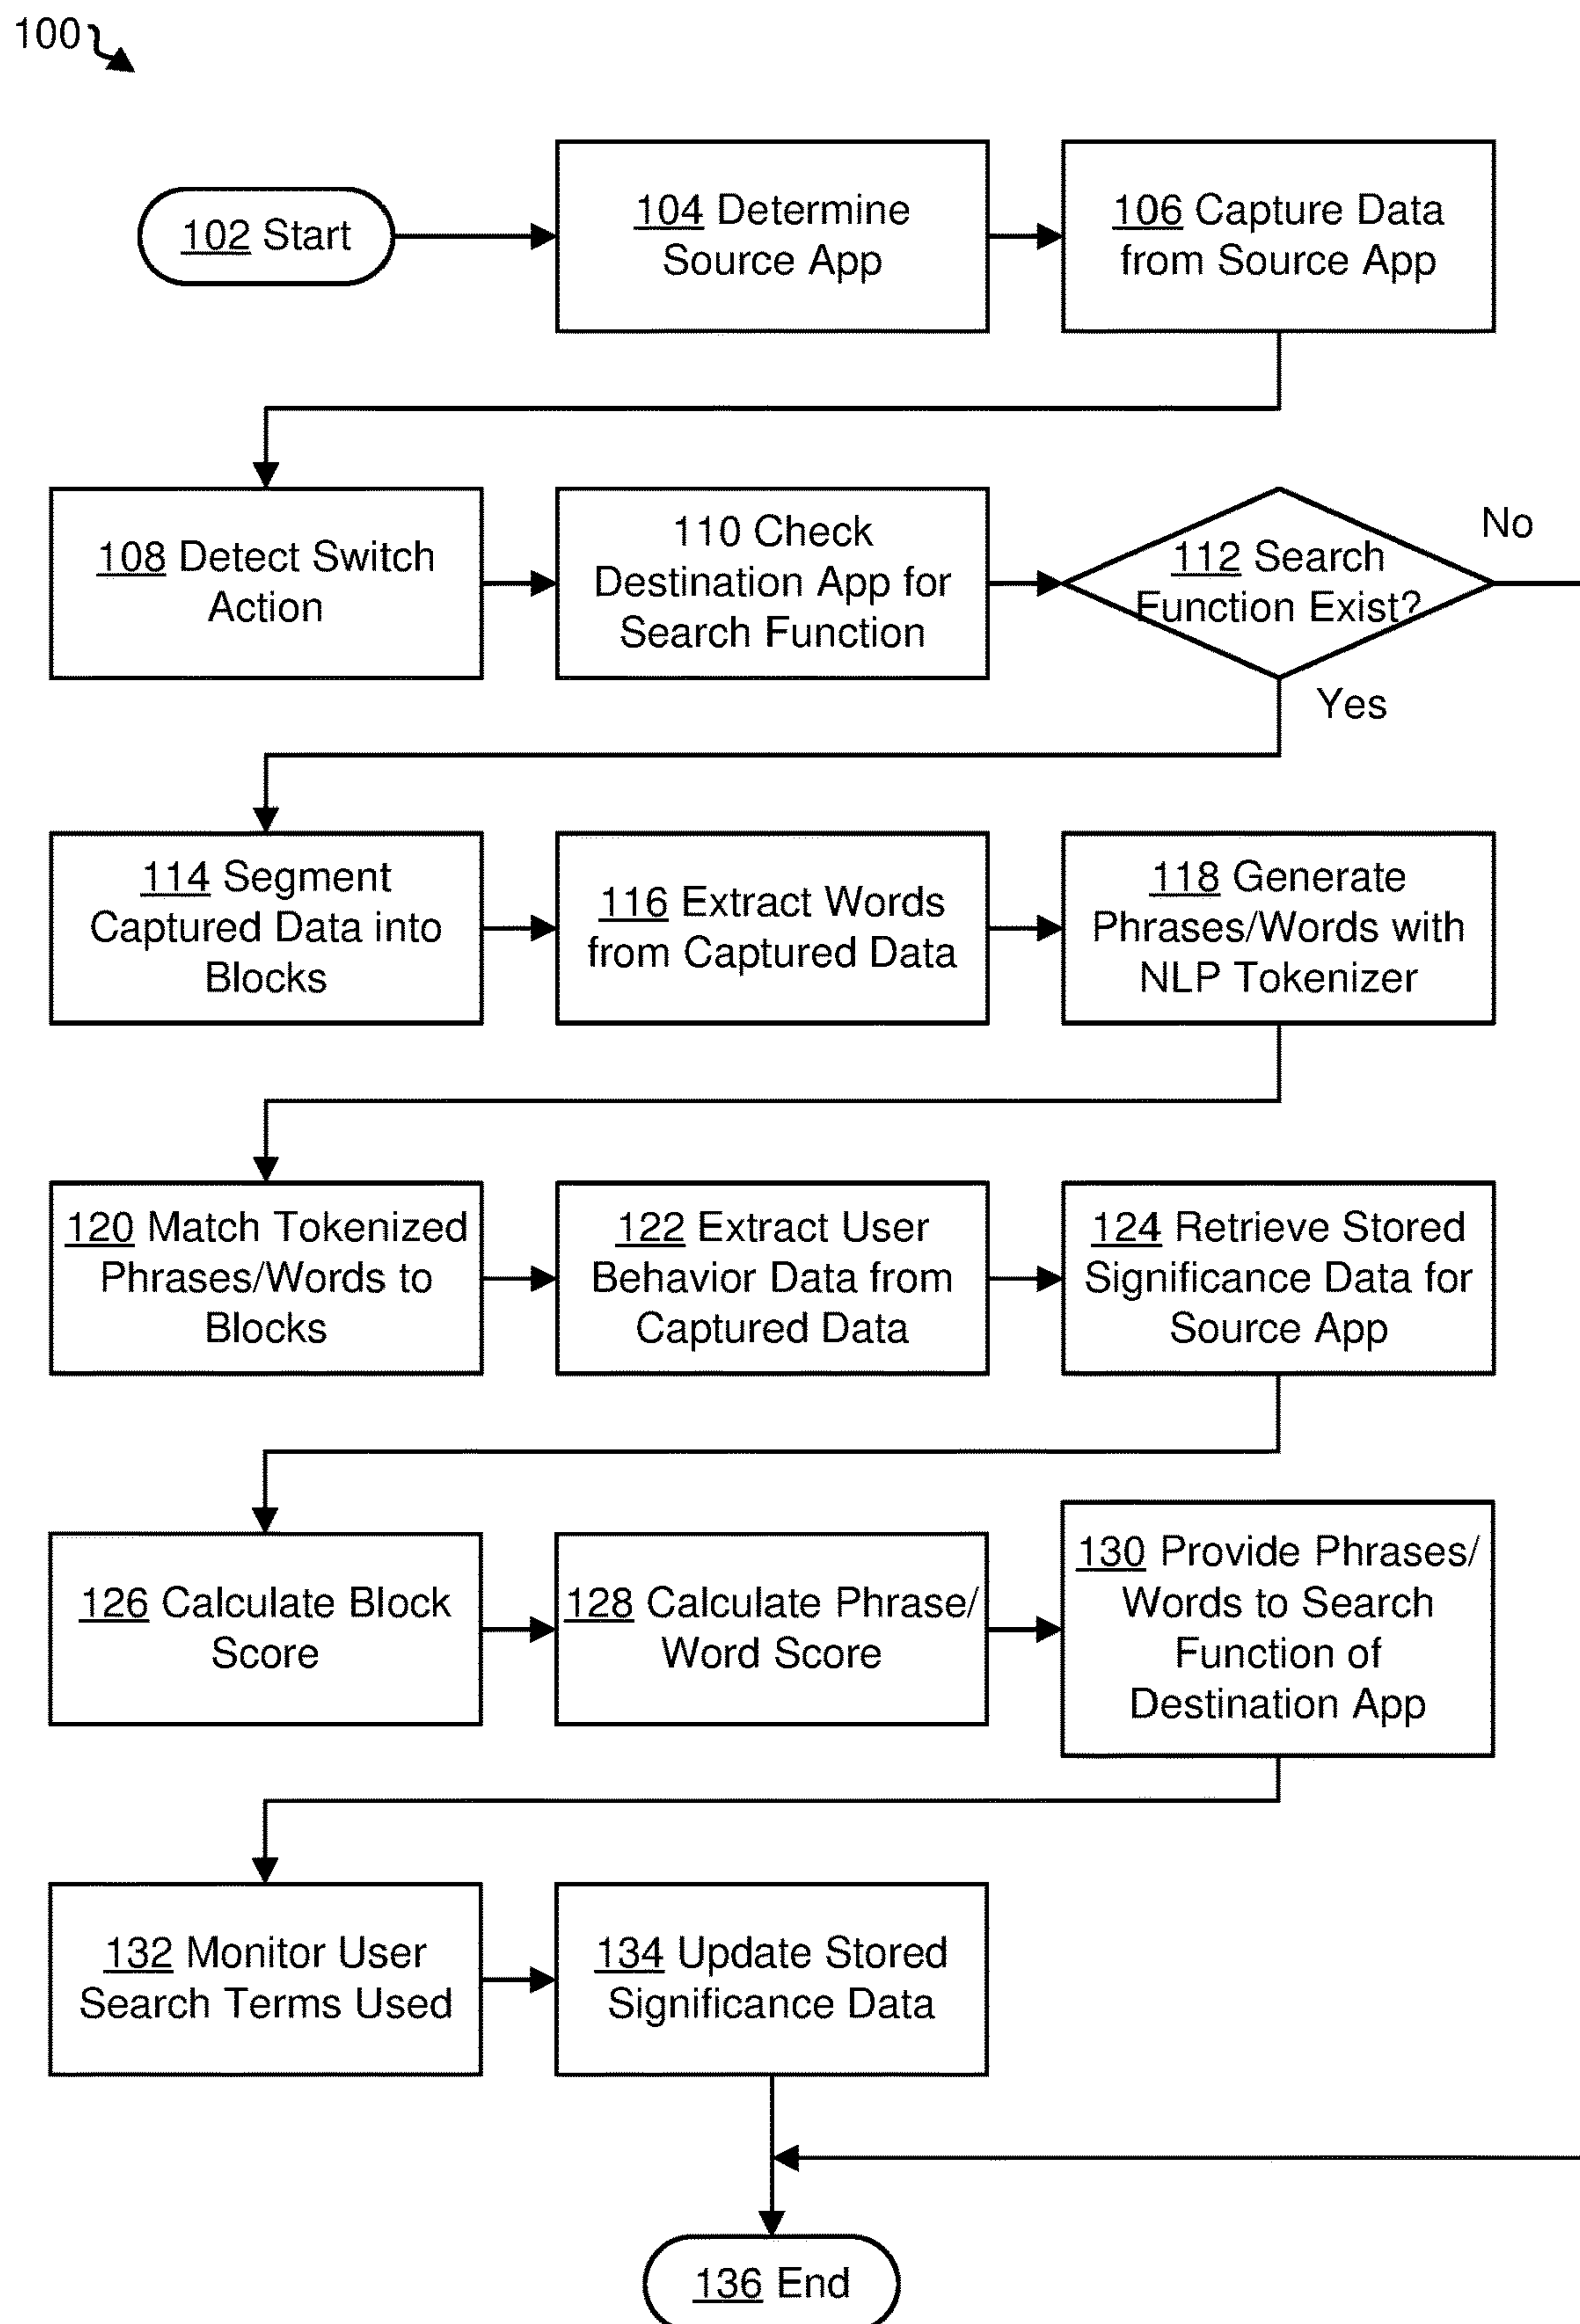 100
102 Start
104 Determine
Source App
106 Capture Data
from Source App
108 Detect Switch
Action
110 Check
Destination App for
Search Function
112 Search
Function Exist?
No
Yes
114 Segment
Captured Data into
Blocks
116 Extract Words
from Captured Data
118 Generate
Phrases/Words with
NLP Tokenizer
120 Match Tokenized
Phrases/Words to
Blocks
122 Extract User
Behavior Data from
Captured Data
124 Retrieve Stored
Significance Data for
Source App
126 Calculate Block
Score
128 Calculate Phrase/
Word Score
130 Provide Phrases/
Words to Search
Function of
Destination App
132 Monitor User
Search Terms Used
134 Update Stored
Significance Data
136 End